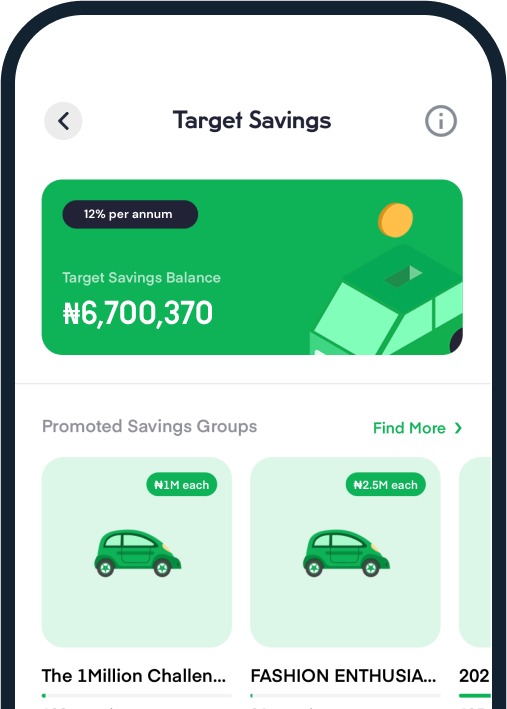 Target Savings
12% per annum
Target Savings Balance
₦6,700,370
Promoted Savings Groups
Find More
₦1M each
₦2.5M each
The 1Million Challen...
FASHION ENTHUSIA...
202